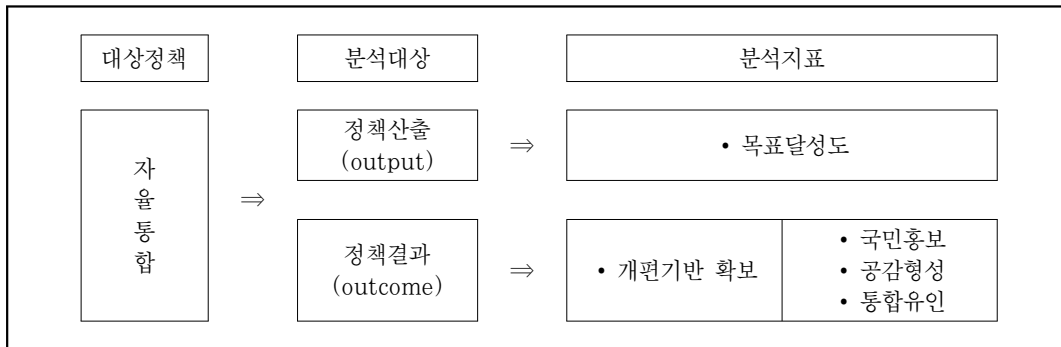 대상정책 분석대상 분석지표
자
율
통
합
⇒
정책산출
(output)
⇒
• 목표달성도
정책결과
(outcome)
⇒
• 개편기반 확보
• 국민홍보
• 공감형성
• 통합유인